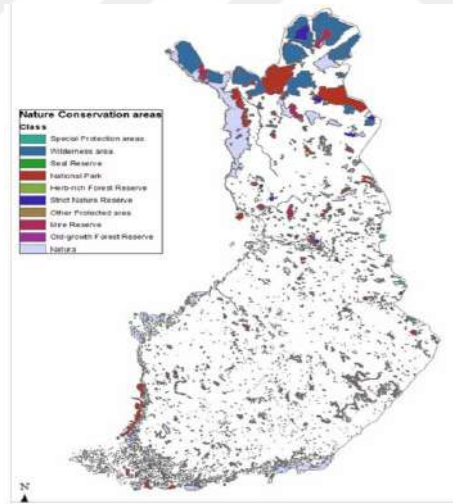 Nature Conservation areas
Class
Special Protection areas
Wilderness area
Seal Reserve
National Park
Herb-rich Forest Reserve
Strict Nature Reserve
Other Protected area
Mire Reserve
Old-growth Forest Reserve
Natura
N